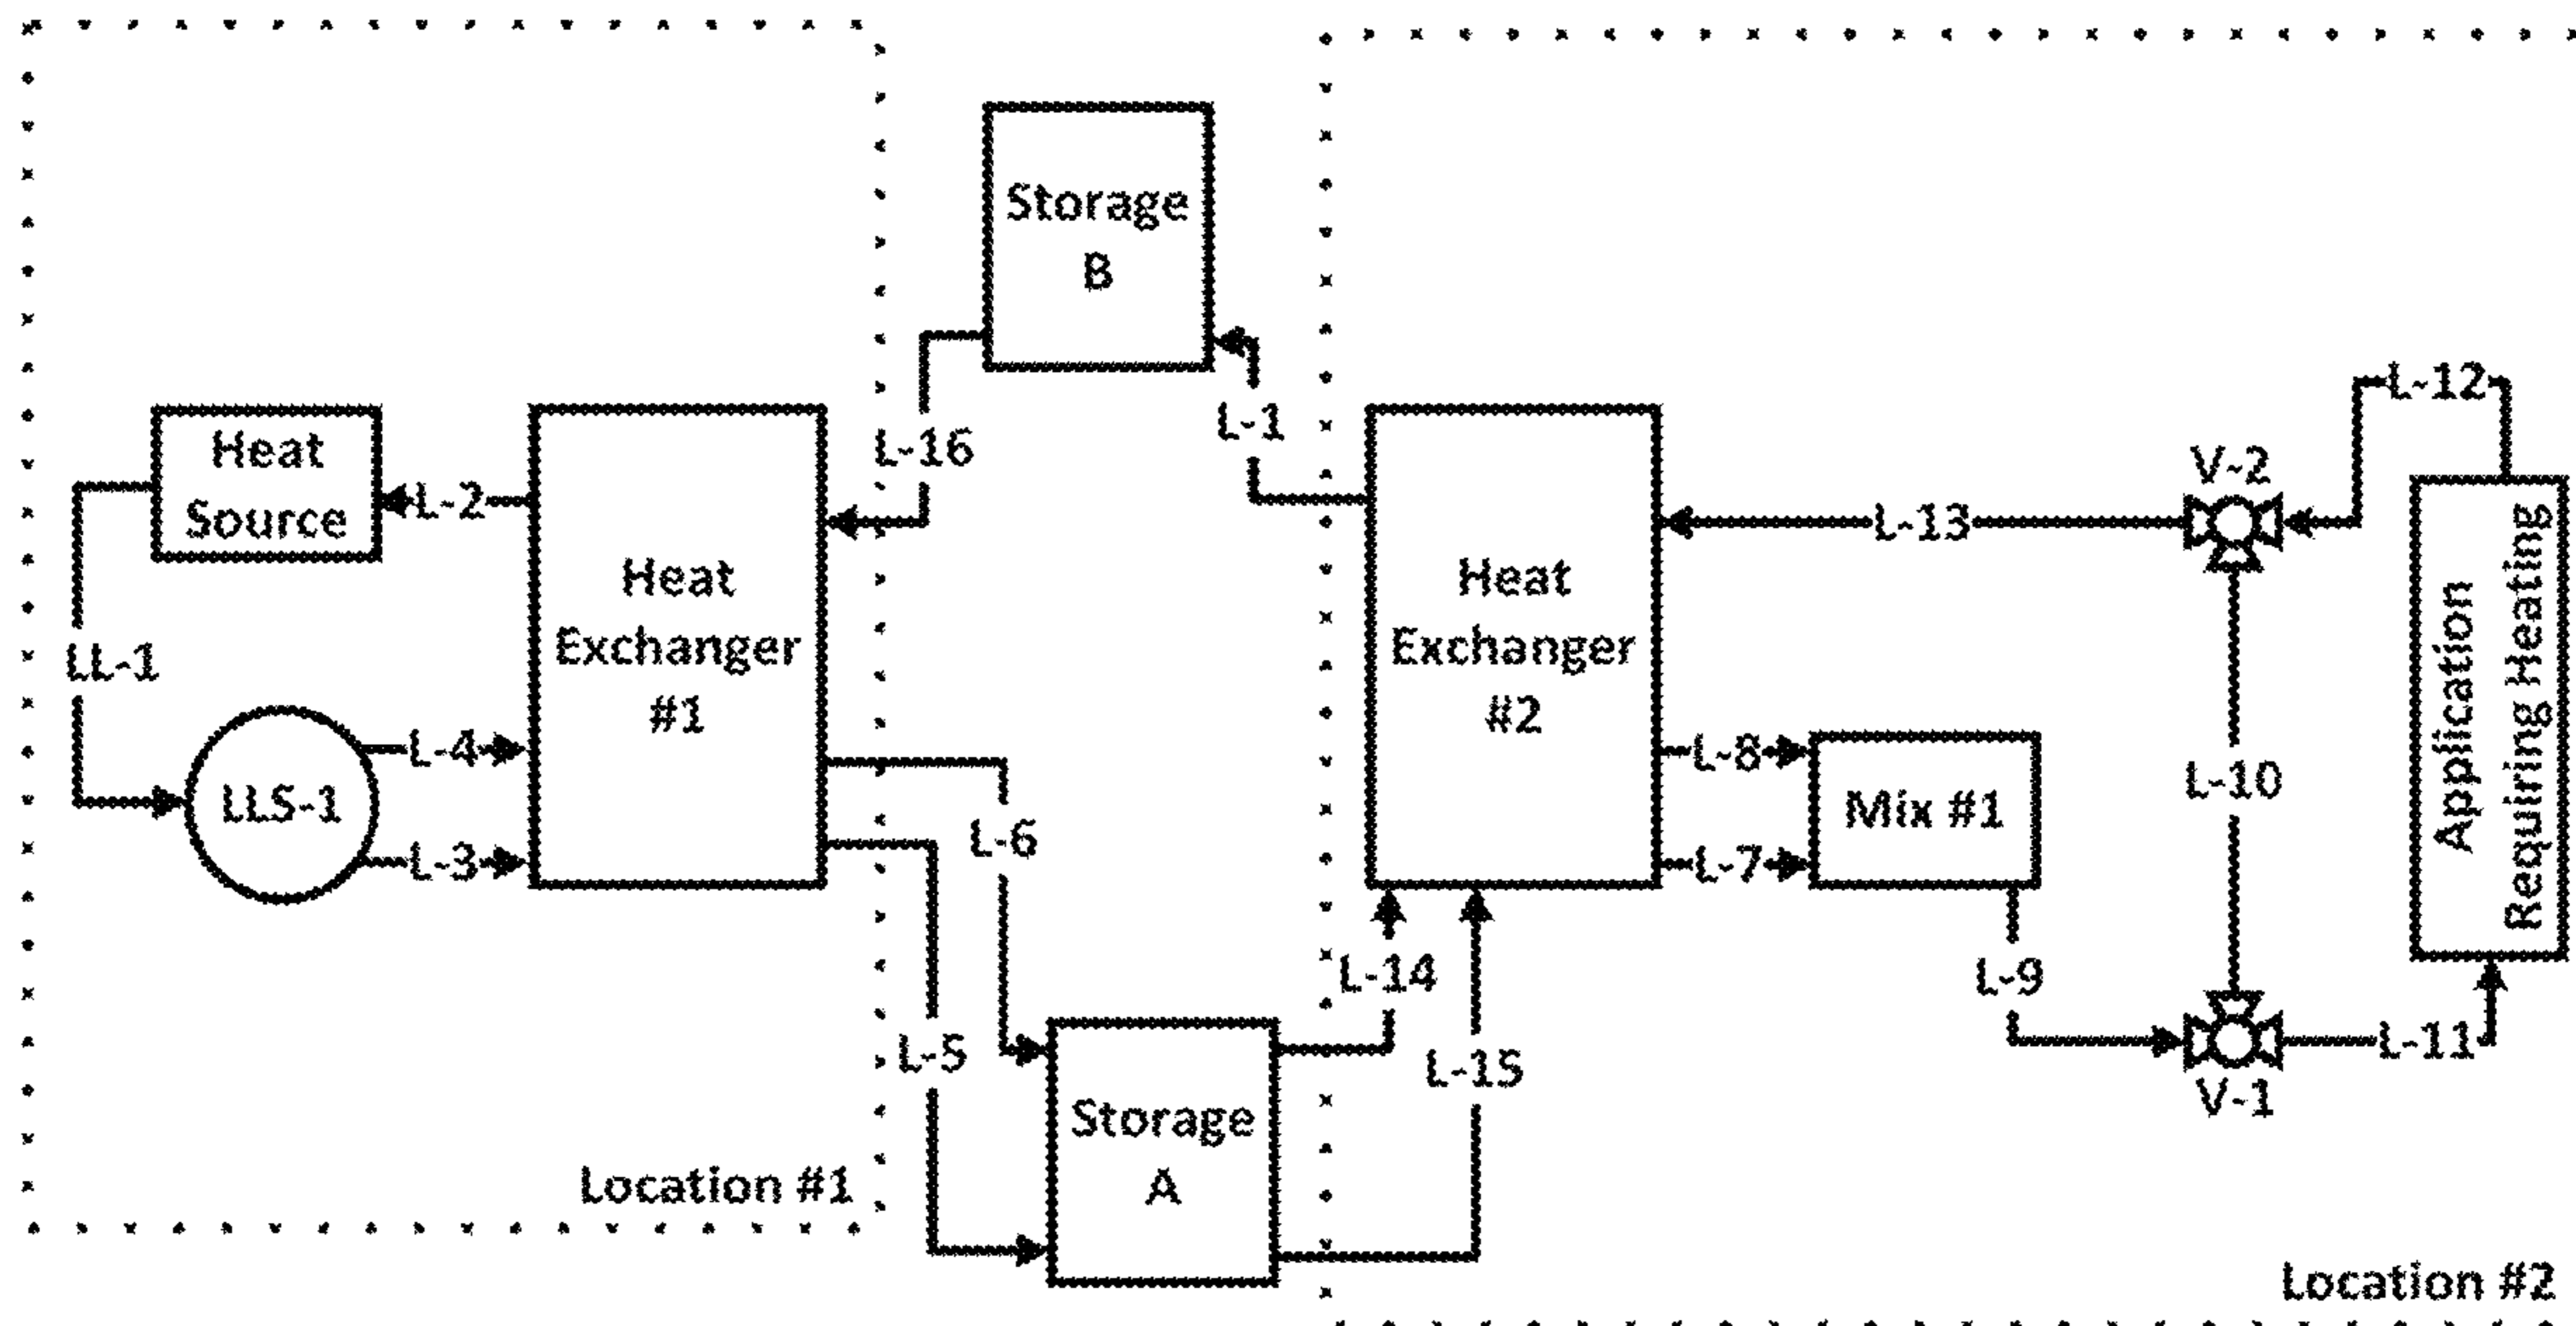 Storage
B
L-12
L-16
L-1
Heat
Source
L-2
V-2
L-13
Heat
Exchanger
#1
Heat
Exchanger
#2
Application
Requiring Heating
LL-1
L-4
LLS-1
L-3
L-6
L-8
Mix #1
L-7
L-10
L-14
L-9
L-5
L-15
L-11
V-1
Storage
A
Location #1
Location #2